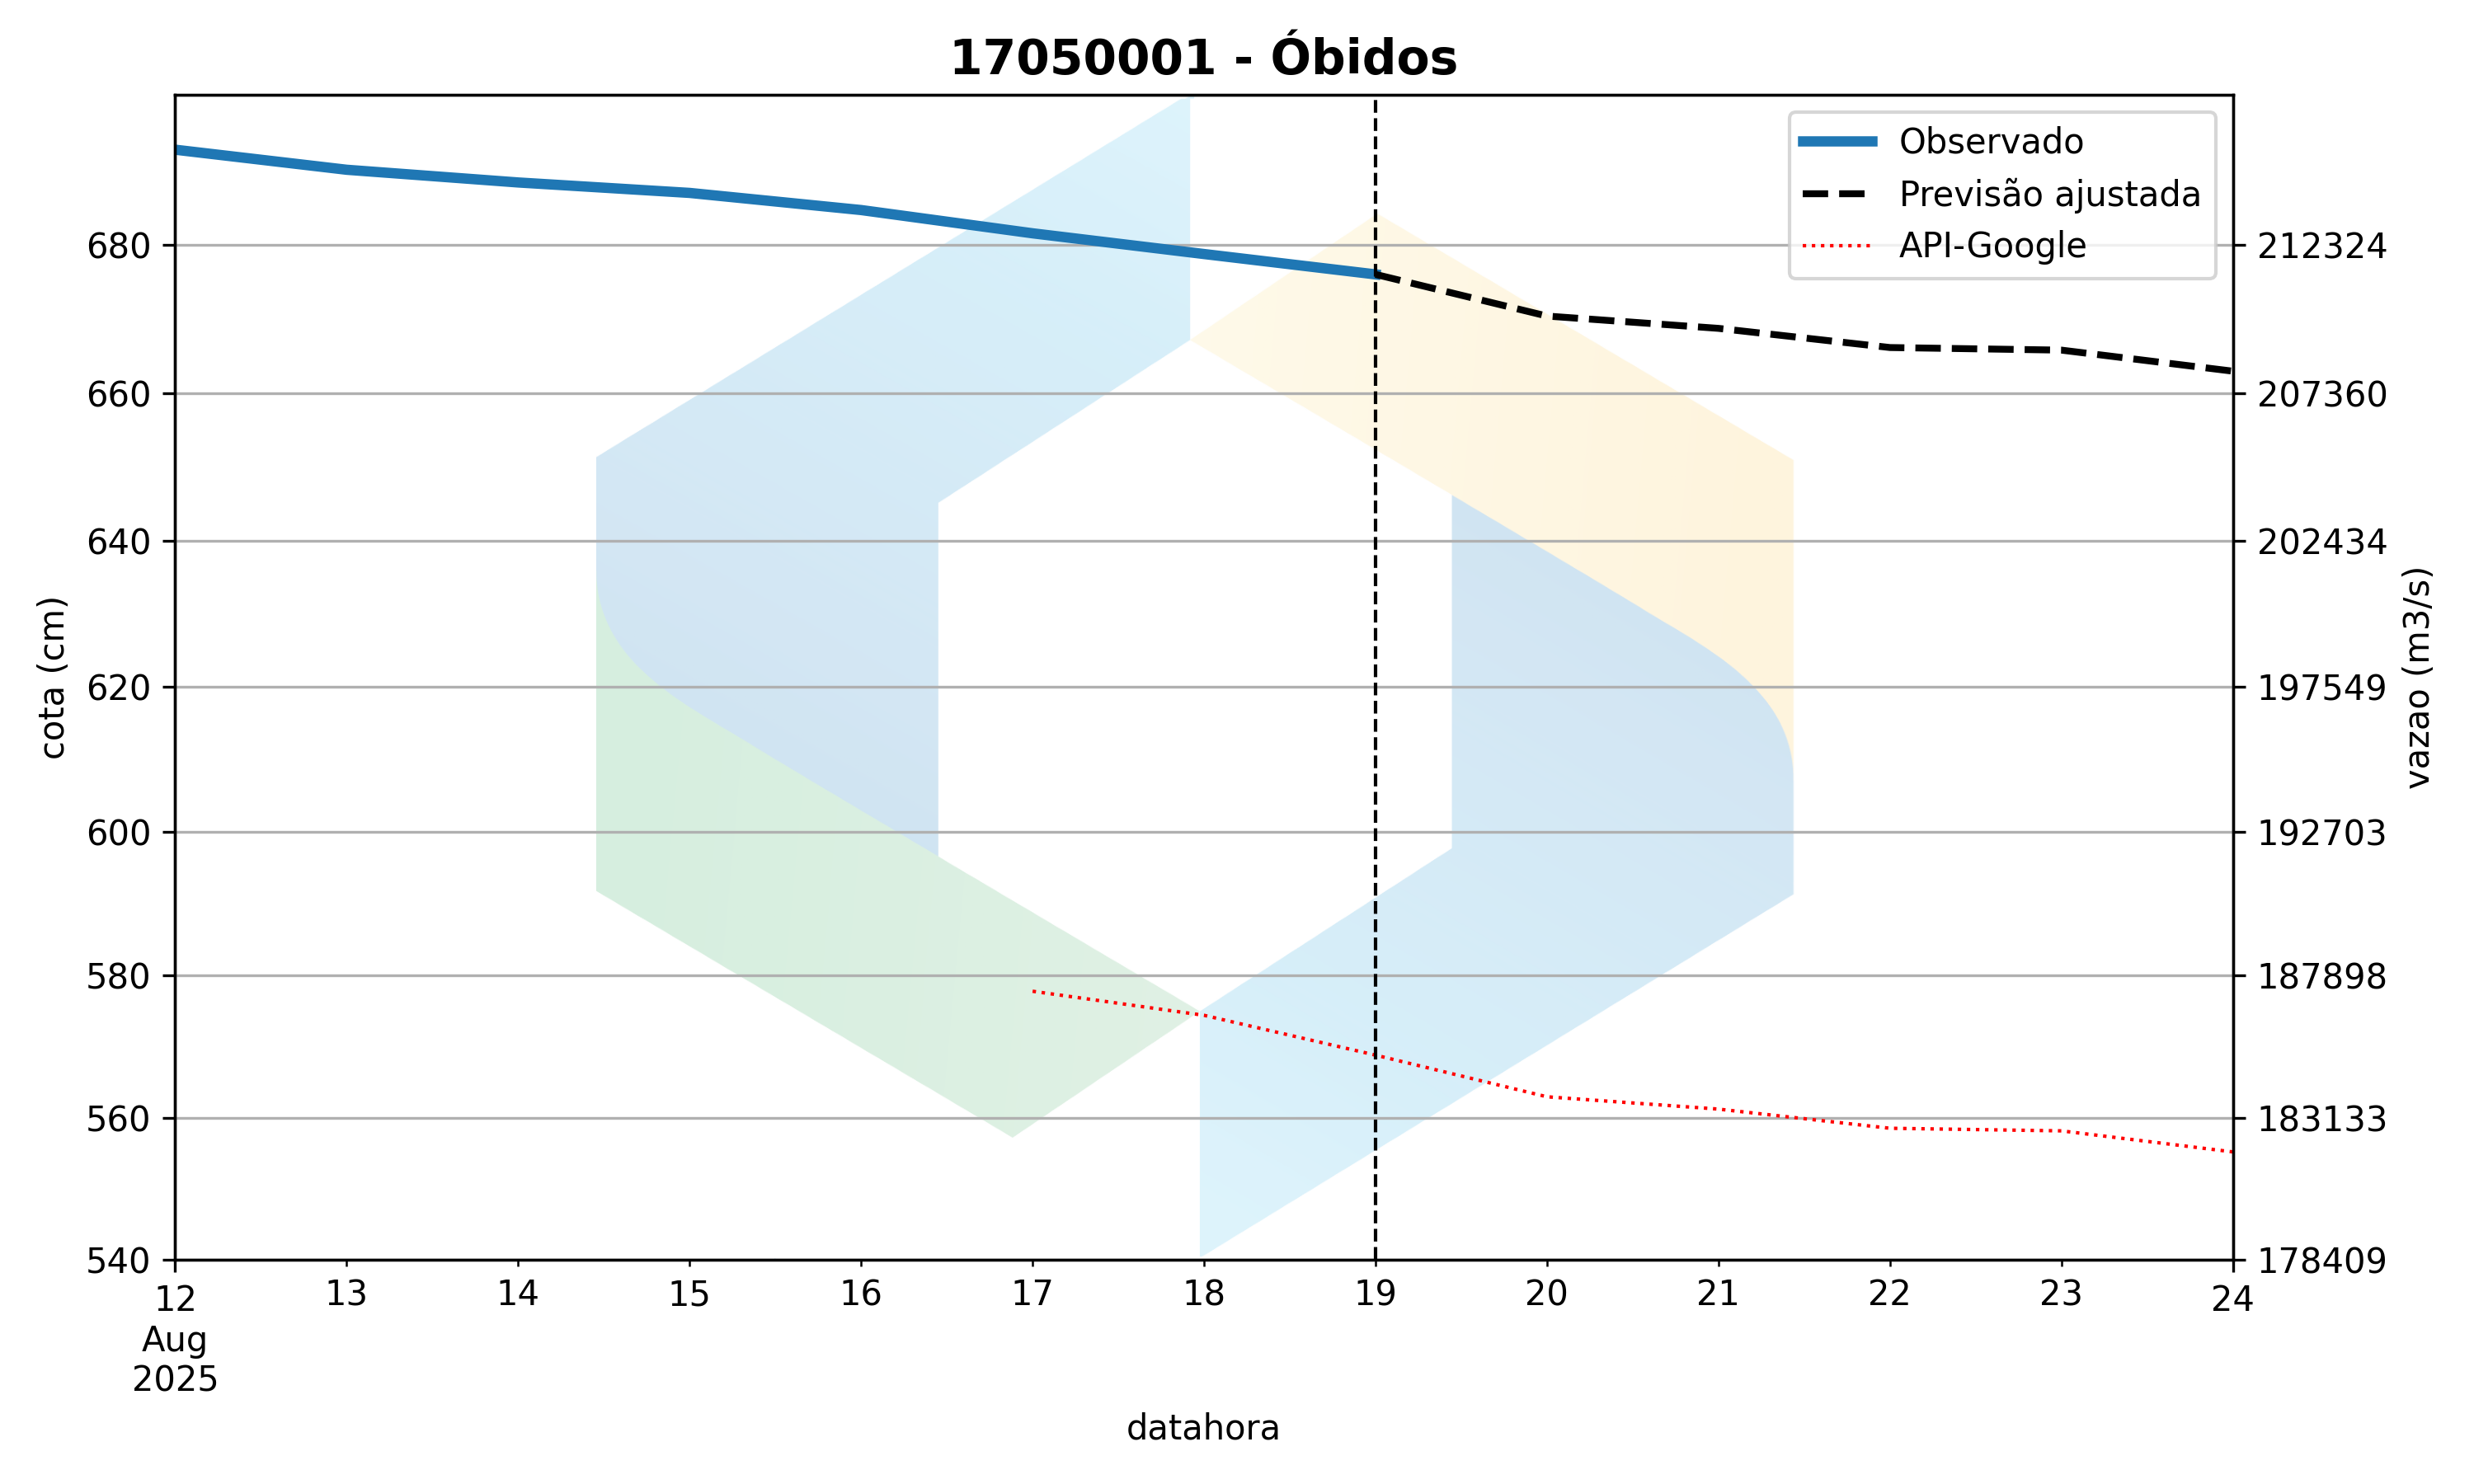 17050001 - Óbidos
Observado
Previsão ajustada
API-Google
680
660
640
620
600
580
560
540
cota (cm)
212324
207360
202434
197549
192703
187898
183133
178409
vazao (m3/s)
12 13 14 15 16 17 18 19 20 21 22 23 24
Aug
2025
datahora